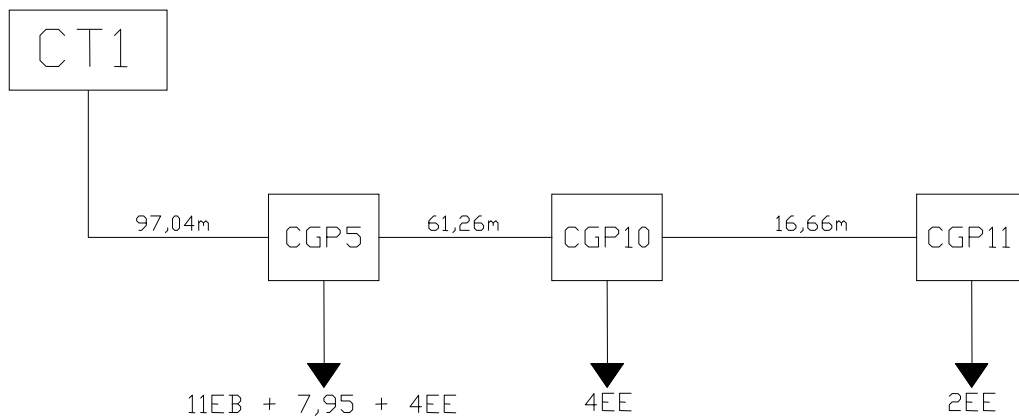 CT1
97,04m
61,26m
16,66m
CGP5
CGP10
CGP11
11EB + 7,95 + 4EE
4EE
2EE